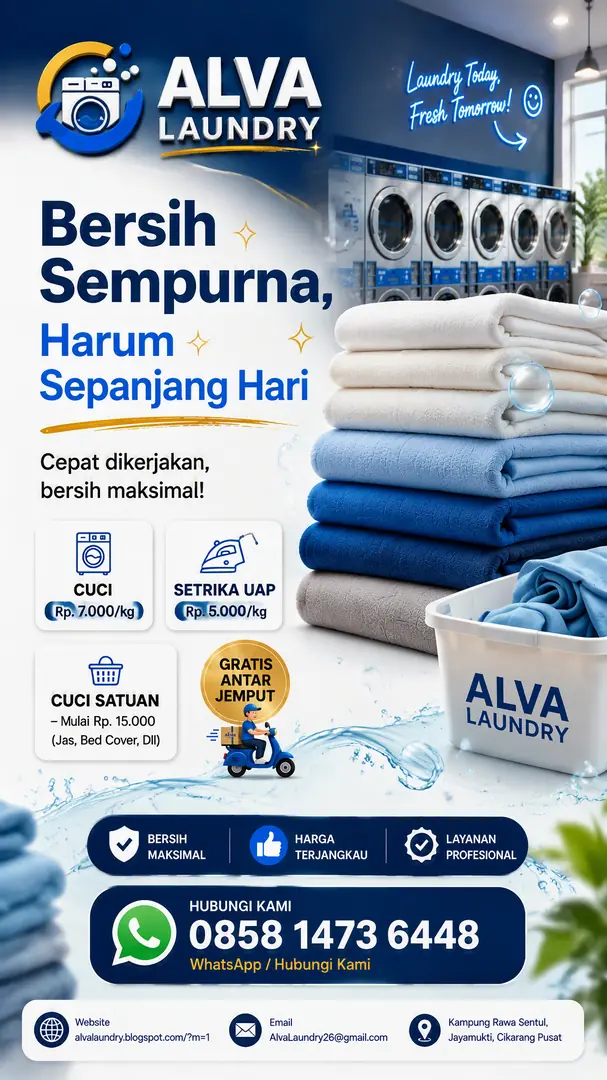 ALVA
LAUNDRY
Laundry Today,
Fresh Tomorrow!
Bersih
Sempurna,
Harum
Sepanjang Hari
Cepat dikerjakan,
bersih maksimal!
CUCI
Rp. 7.000/kg
SETRIKA UAP
Rp. 5.000/kg
CUCI SATUAN
– Mulai Rp. 15.000
(Jas, Bed Cover, Dll)
GRATIS
ANTAR
JEMPUT
ALVA
LAUNDRY
BERSIH
MAKSIMAL
HARGA
TERJANGKAU
LAYANAN
PROFESIONAL
HUBUNGI KAMI
0858 1473 6448
WhatsApp / Hubungi Kami
Website
alvalaundry.blogspot.com/?m=1
Email
AlvaLaundry26@gmail.com
Kampung Rawa Sentul,
Jayamukti, Cikarang Pusat